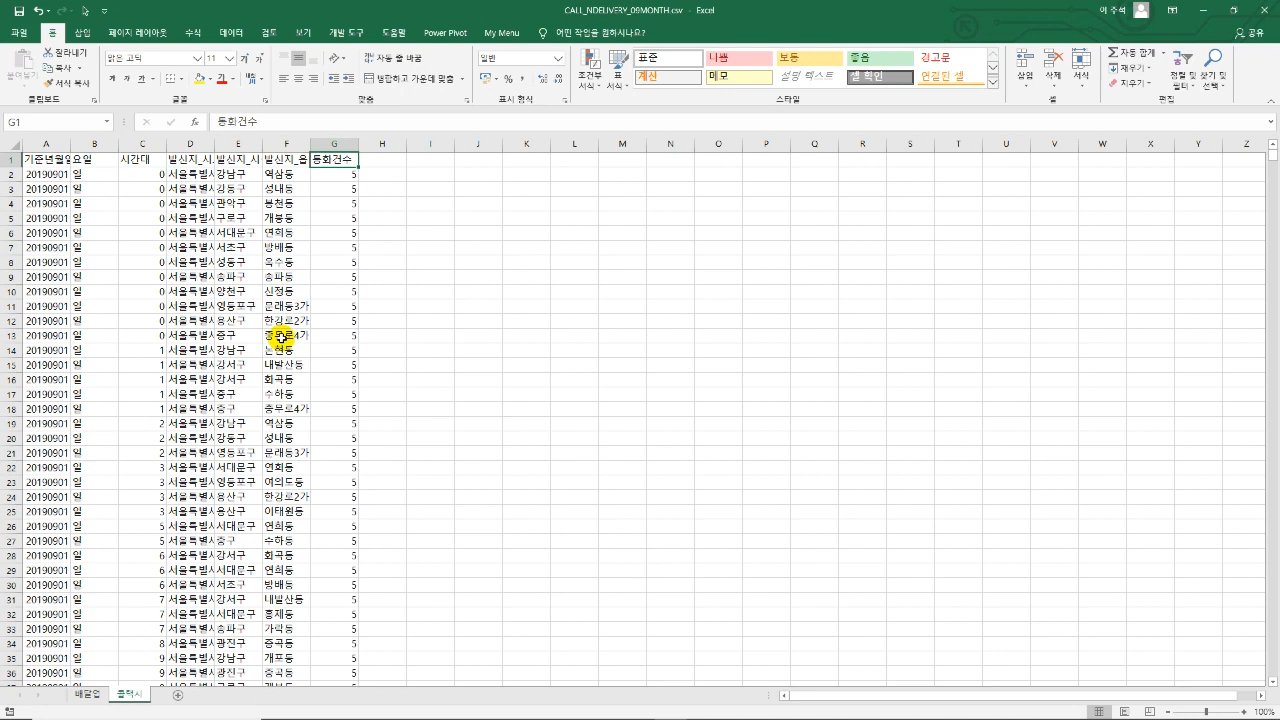 CALL_NDELIVERY_09MONTH.csv - Excel
이 주석
파일 홈 삽입 페이지 레이아웃 수식 데이터 검토 보기 개발 도구 도움말 Power Pivot My Menu 어떤 작업을 원하시나요? 공유
붙여넣기 잘라내기 복사 서식 복사 클립보드
맑은 고딕 11 가 가 가 가 가 글꼴
자동 줄 바꿈 병합하고 가운데 맞춤 맞춤
일반 % 표시 형식
조건부 서식 표 서식 표준 나쁨 보통 좋음 경고문
계산 메모 설명 텍스트 셀 확인 연결된 셀 스타일
삽입 삭제 서식 셀
자동 합계 채우기 지우기 정렬 및 필터 찾기 및 선택 편집
G1 통화건수
A B C D E F G H I J K L M N O P Q R S T U V W X Y Z
1 기준년월일 요일 시간대 발신지_시 발신지_시 발신지_읍 통화건수
2 20190901 일 0 서울특별시 강남구 역삼동 5
3 20190901 일 0 서울특별시 강동구 성내동 5
4 20190901 일 0 서울특별시 관악구 봉천동 5
5 20190901 일 0 서울특별시 구로구 개봉동 5
6 20190901 일 0 서울특별시 서대문구 연희동 5
7 20190901 일 0 서울특별시 서초구 방배동 5
8 20190901 일 0 서울특별시 성동구 옥수동 5
9 20190901 일 0 서울특별시 송파구 송파동 5
10 20190901 일 0 서울특별시 양천구 신정동 5
11 20190901 일 0 서울특별시 영등포구 문래동3가 5
12 20190901 일 0 서울특별시 용산구 한강로2가 5
13 20190901 일 0 서울특별시 중구 충무로4가 5
14 20190901 일 1 서울특별시 강남구 논현동 5
15 20190901 일 1 서울특별시 강서구 내발산동 5
16 20190901 일 1 서울특별시 강서구 화곡동 5
17 20190901 일 1 서울특별시 중구 수하동 5
18 20190901 일 1 서울특별시 중구 충무로4가 5
19 20190901 일 2 서울특별시 강남구 역삼동 5
20 20190901 일 2 서울특별시 강동구 성내동 5
21 20190901 일 2 서울특별시 영등포구 문래동3가 5
22 20190901 일 3 서울특별시 서대문구 연희동 5
23 20190901 일 3 서울특별시 영등포구 여의도동 5
24 20190901 일 3 서울특별시 용산구 한강로2가 5
25 20190901 일 3 서울특별시 용산구 이태원동 5
26 20190901 일 5 서울특별시 서대문구 연희동 5
27 20190901 일 5 서울특별시 중구 수하동 5
28 20190901 일 6 서울특별시 강서구 화곡동 5
29 20190901 일 6 서울특별시 서대문구 연희동 5
30 20190901 일 6 서울특별시 서초구 방배동 5
31 20190901 일 7 서울특별시 강서구 내발산동 5
32 20190901 일 7 서울특별시 서대문구 홍제동 5
33 20190901 일 7 서울특별시 송파구 가락동 5
34 20190901 일 8 서울특별시 광진구 중곡동 5
35 20190901 일 9 서울특별시 강남구 개포동 5
36 20190901 일 9 서울특별시 광진구 중곡동 5
배달업 콜택시
100%